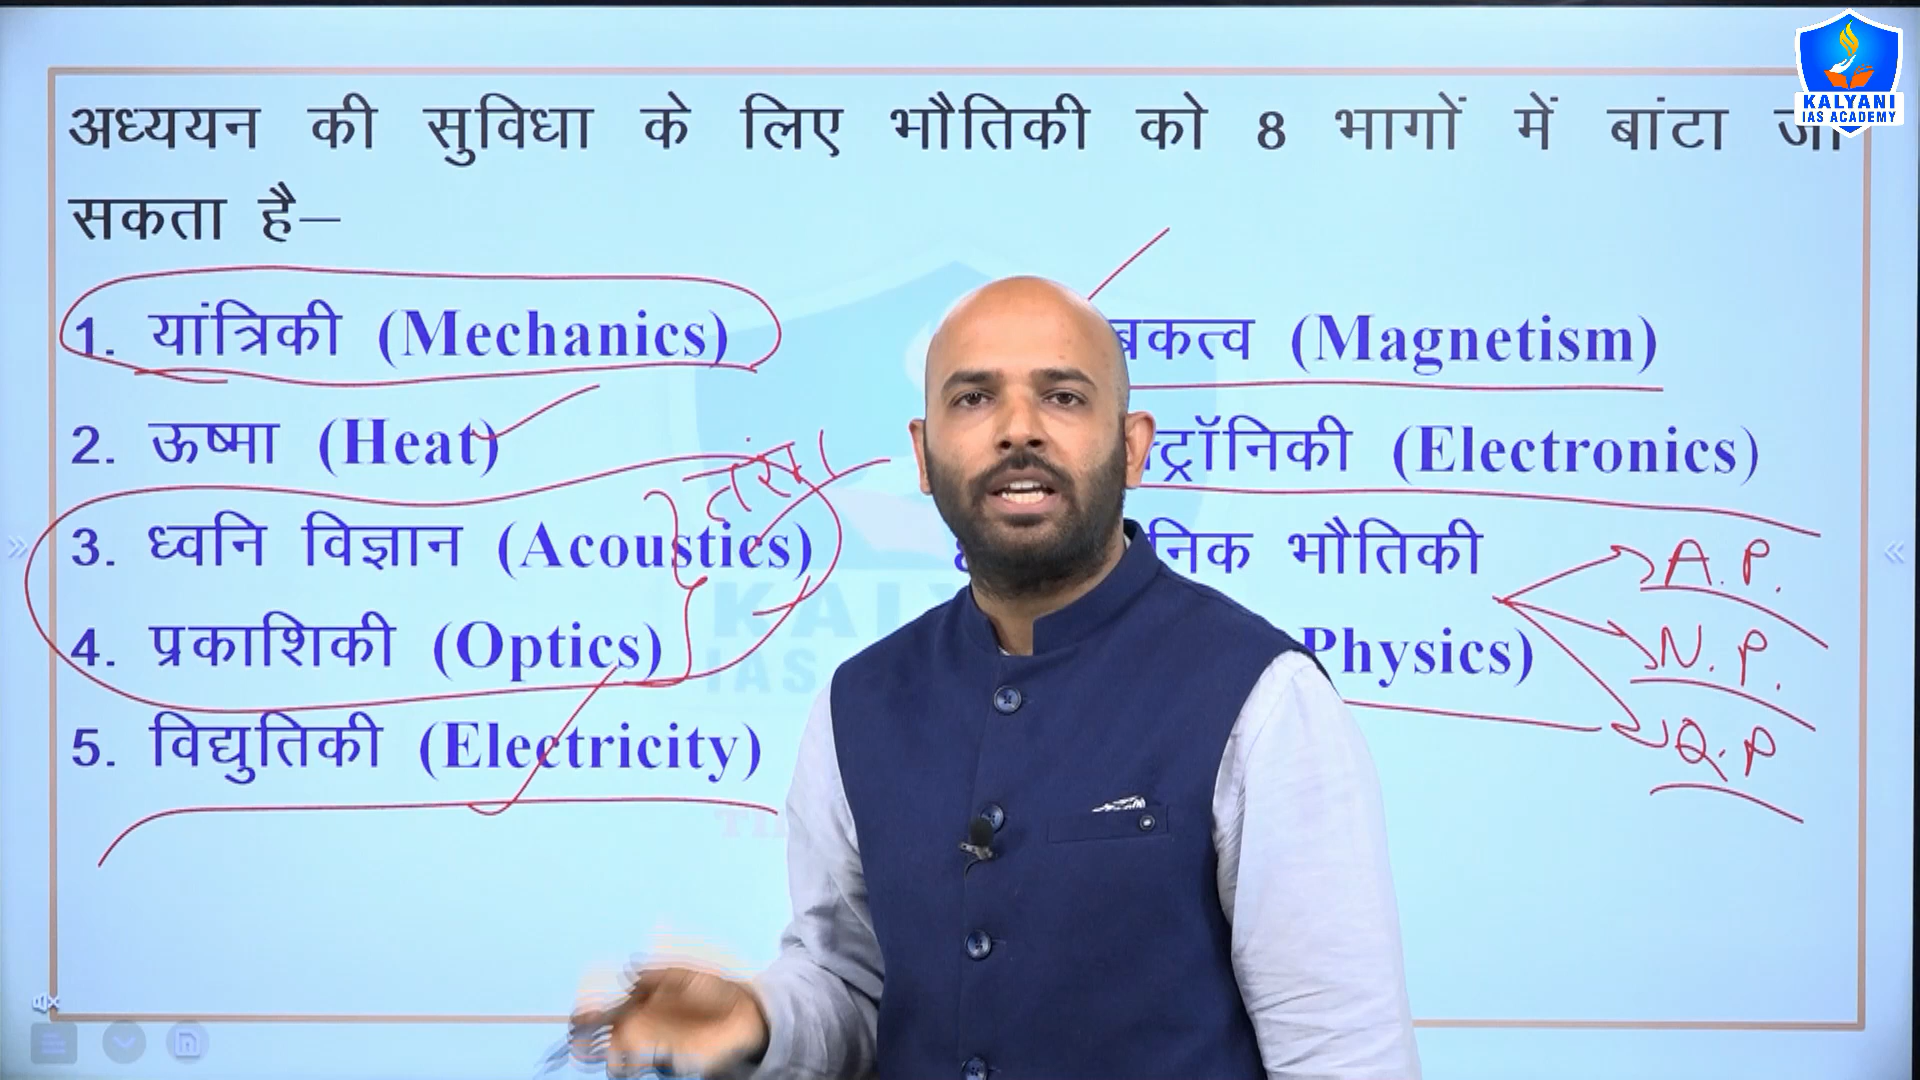 KALYANI
IAS ACADEMY
अध्ययन की सुविधा के लिए भौतिकी को 8 भागों में बांटा जा
सकता है–
1. यांत्रिकी (Mechanics)
2. ऊष्मा (Heat)
3. ध्वनि विज्ञान (Acoustics)
4. प्रकाशिकी (Optics)
5. विद्युतिकी (Electricity)
(Magnetism)
(Electronics)
भौतिकी
Physics)
तरंग
A. P.
N. P.
Q. P